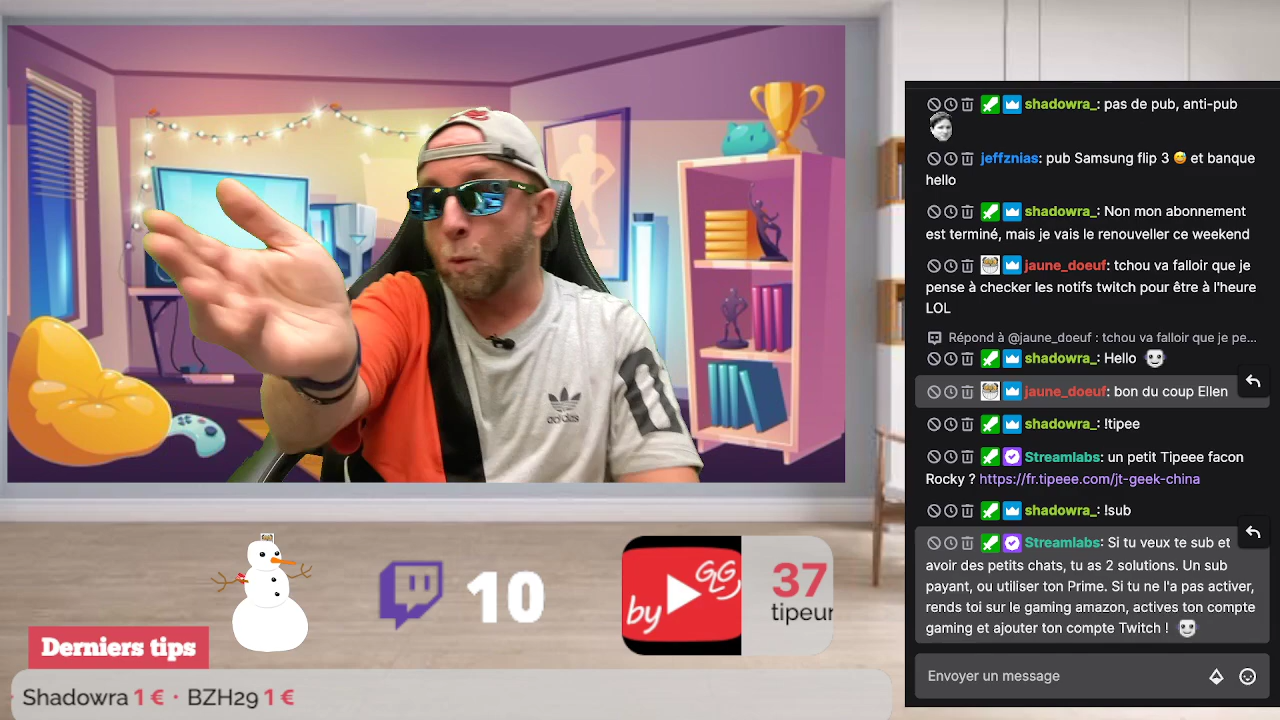 shadowra_: pas de pub, anti-pub
jeffznias: pub Samsung flip 3 😅 et banque
hello
shadowra_: Non mon abonnement
est terminé, mais je vais le renouveller ce weekend
jaune_doeuf: tchou va falloir que je
pense à checker les notifs twitch pour être à l'heure
LOL
Répond à @jaune_doeuf : tchou va falloir que je pe...
shadowra_: Hello
jaune_doeuf: bon du coup Ellen
shadowra_: !tipee
Streamlabs: un petit Tipeee facon
Rocky ? https://fr.tipeee.com/jt-geek-china
shadowra_: !sub
Streamlabs: Si tu veux te sub et
avoir des petits chats, tu as 2 solutions. Un sub
payant, ou utiliser ton Prime. Si tu ne l'a pas activer,
rends toi sur le gaming amazon, actives ton compte
gaming et ajouter ton compte Twitch !
Envoyer un message
adidas
10
by GG
37
tipeur
Derniers tips
· Shadowra 1 € · BZH29 1 €